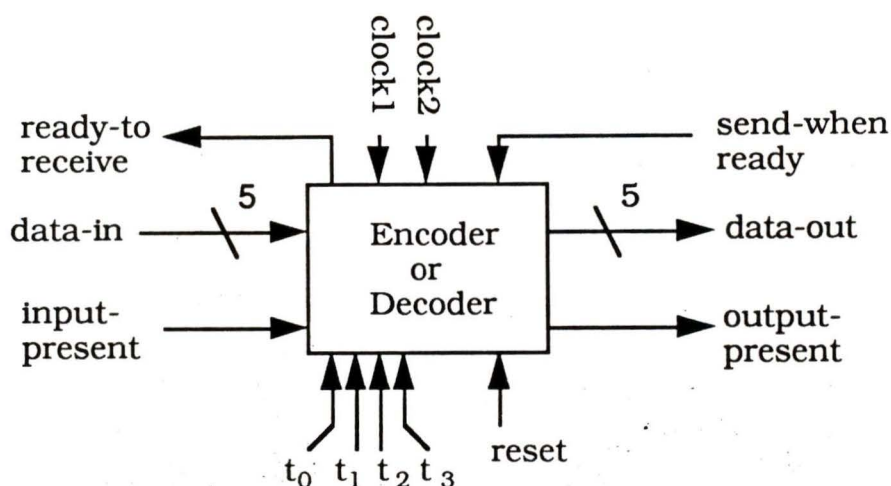 clock1
clock2
ready-to
receive
send-when
ready
5
data-in
5
data-out
Encoder
or
Decoder
input-
present
output-
present
t0
t1
t2
t3
reset